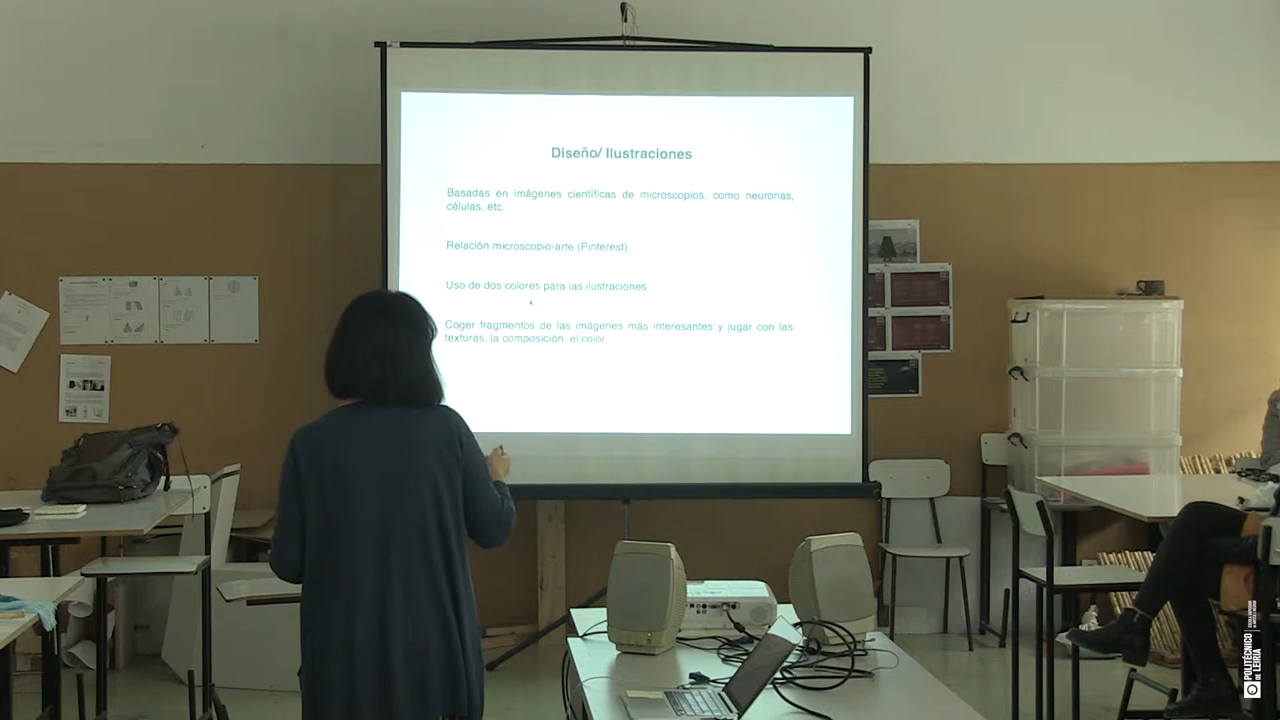 Diseño/ Ilustraciones
Basadas en imágenes científicas de microscopios, como neuronas,
células, etc.
Relación microscopio-arte (Pinterest)
Uso de dos colores para las ilustraciones
Coger fragmentos de las imágenes más interesantes y jugar con las
texturas, la composición, el color.
POLITÉCNICO
DE LEIRIA